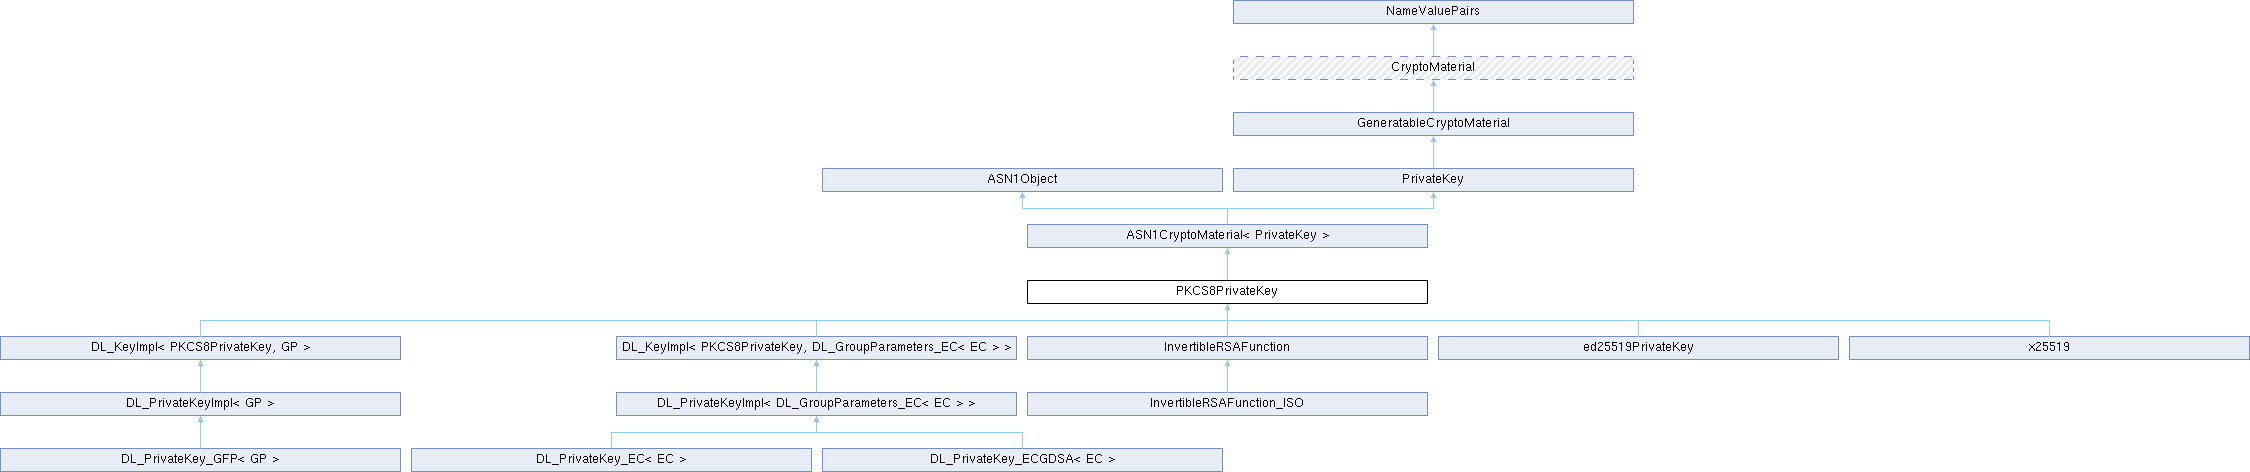 NameValuePairs
CryptoMaterial
GeneratableCryptoMaterial
ASN1Object
PrivateKey
ASN1CryptoMaterial< PrivateKey >
PKCS8PrivateKey
DL_KeyImpl< PKCS8PrivateKey, GP >
DL_KeyImpl< PKCS8PrivateKey, DL_GroupParameters_EC< EC > >
InvertibleRSAFunction
ed25519PrivateKey
x25519
DL_PrivateKeyImpl< GP >
DL_PrivateKeyImpl< DL_GroupParameters_EC< EC > >
InvertibleRSAFunction_ISO
DL_PrivateKey_GFP< GP >
DL_PrivateKey_EC< EC >
DL_PrivateKey_ECGDSA< EC >